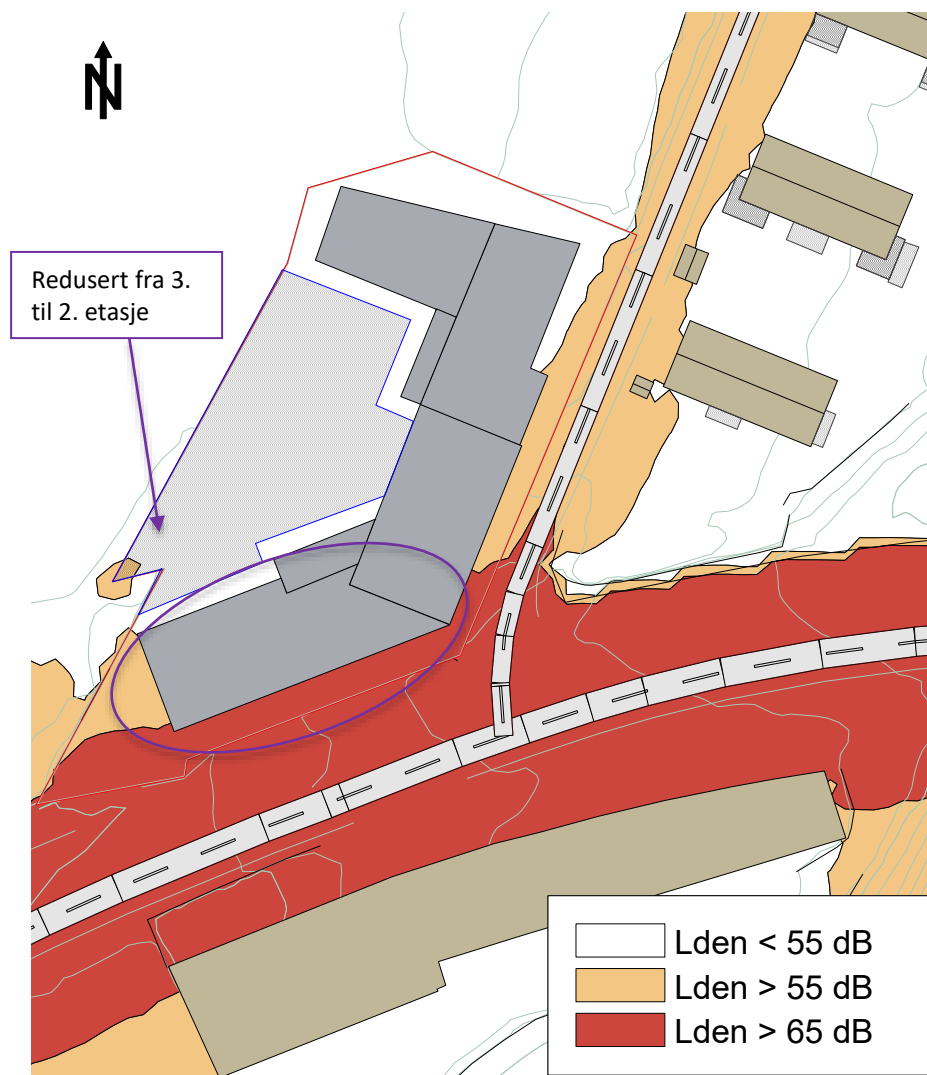 N
Redusert fra 3.
til 2. etasje
Lden < 55 dB
Lden > 55 dB
Lden > 65 dB